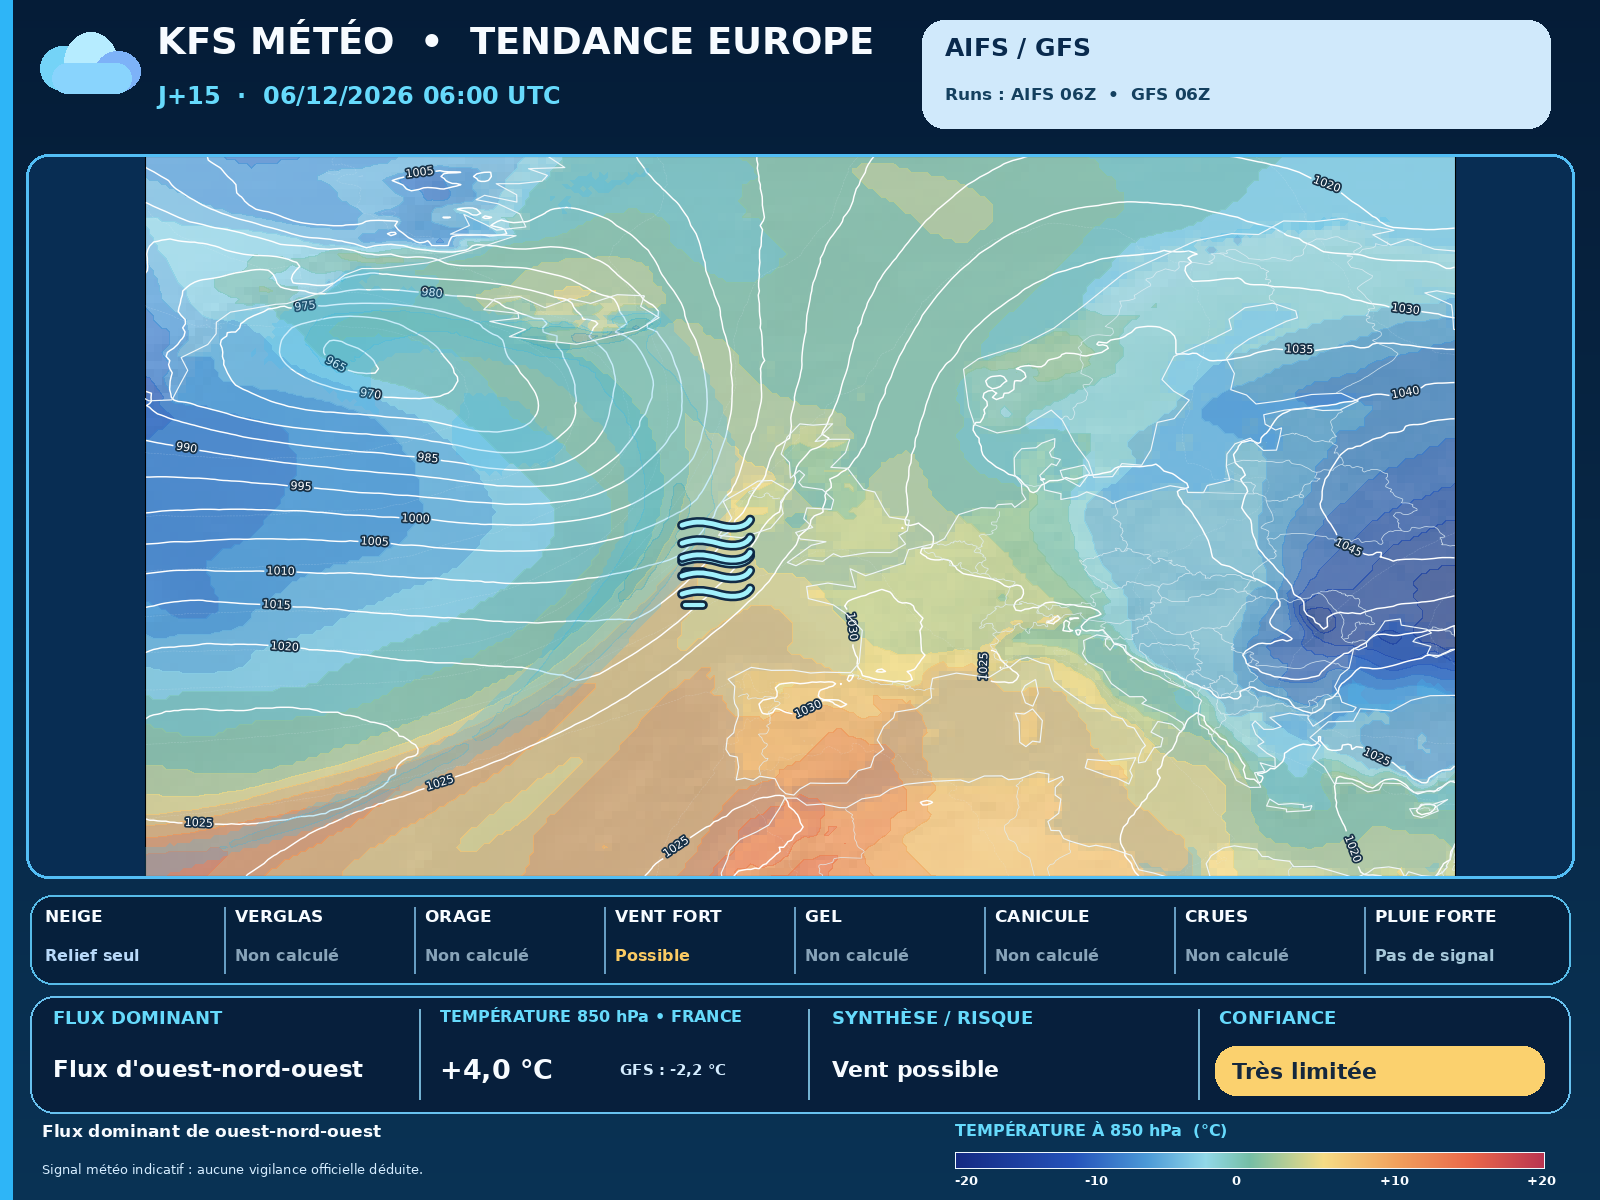 KFS MÉTÉO • TENDANCE EUROPE
J+15 · 06/12/2026 06:00 UTC
AIFS / GFS
Runs : AIFS 06Z • GFS 06Z
1005
1020
975
980
1030
965
1035
970
1040
990
985
995
1000
1005
1045
1010
1015
1030
1020
1025
1030
1025
1025
1025
1025
1020
NEIGE
Relief seul
VERGLAS
Non calculé
ORAGE
Non calculé
VENT FORT
Possible
GEL
Non calculé
CANICULE
Non calculé
CRUES
Non calculé
PLUIE FORTE
Pas de signal
FLUX DOMINANT
Flux d'ouest-nord-ouest
TEMPÉRATURE 850 hPa • FRANCE
+4,0 °C GFS : -2,2 °C
SYNTHÈSE / RISQUE
Vent possible
CONFIANCE
Très limitée
Flux dominant de ouest-nord-ouest
Signal météo indicatif : aucune vigilance officielle déduite.
TEMPÉRATURE À 850 hPa (°C)
-20 -10 0 +10 +20